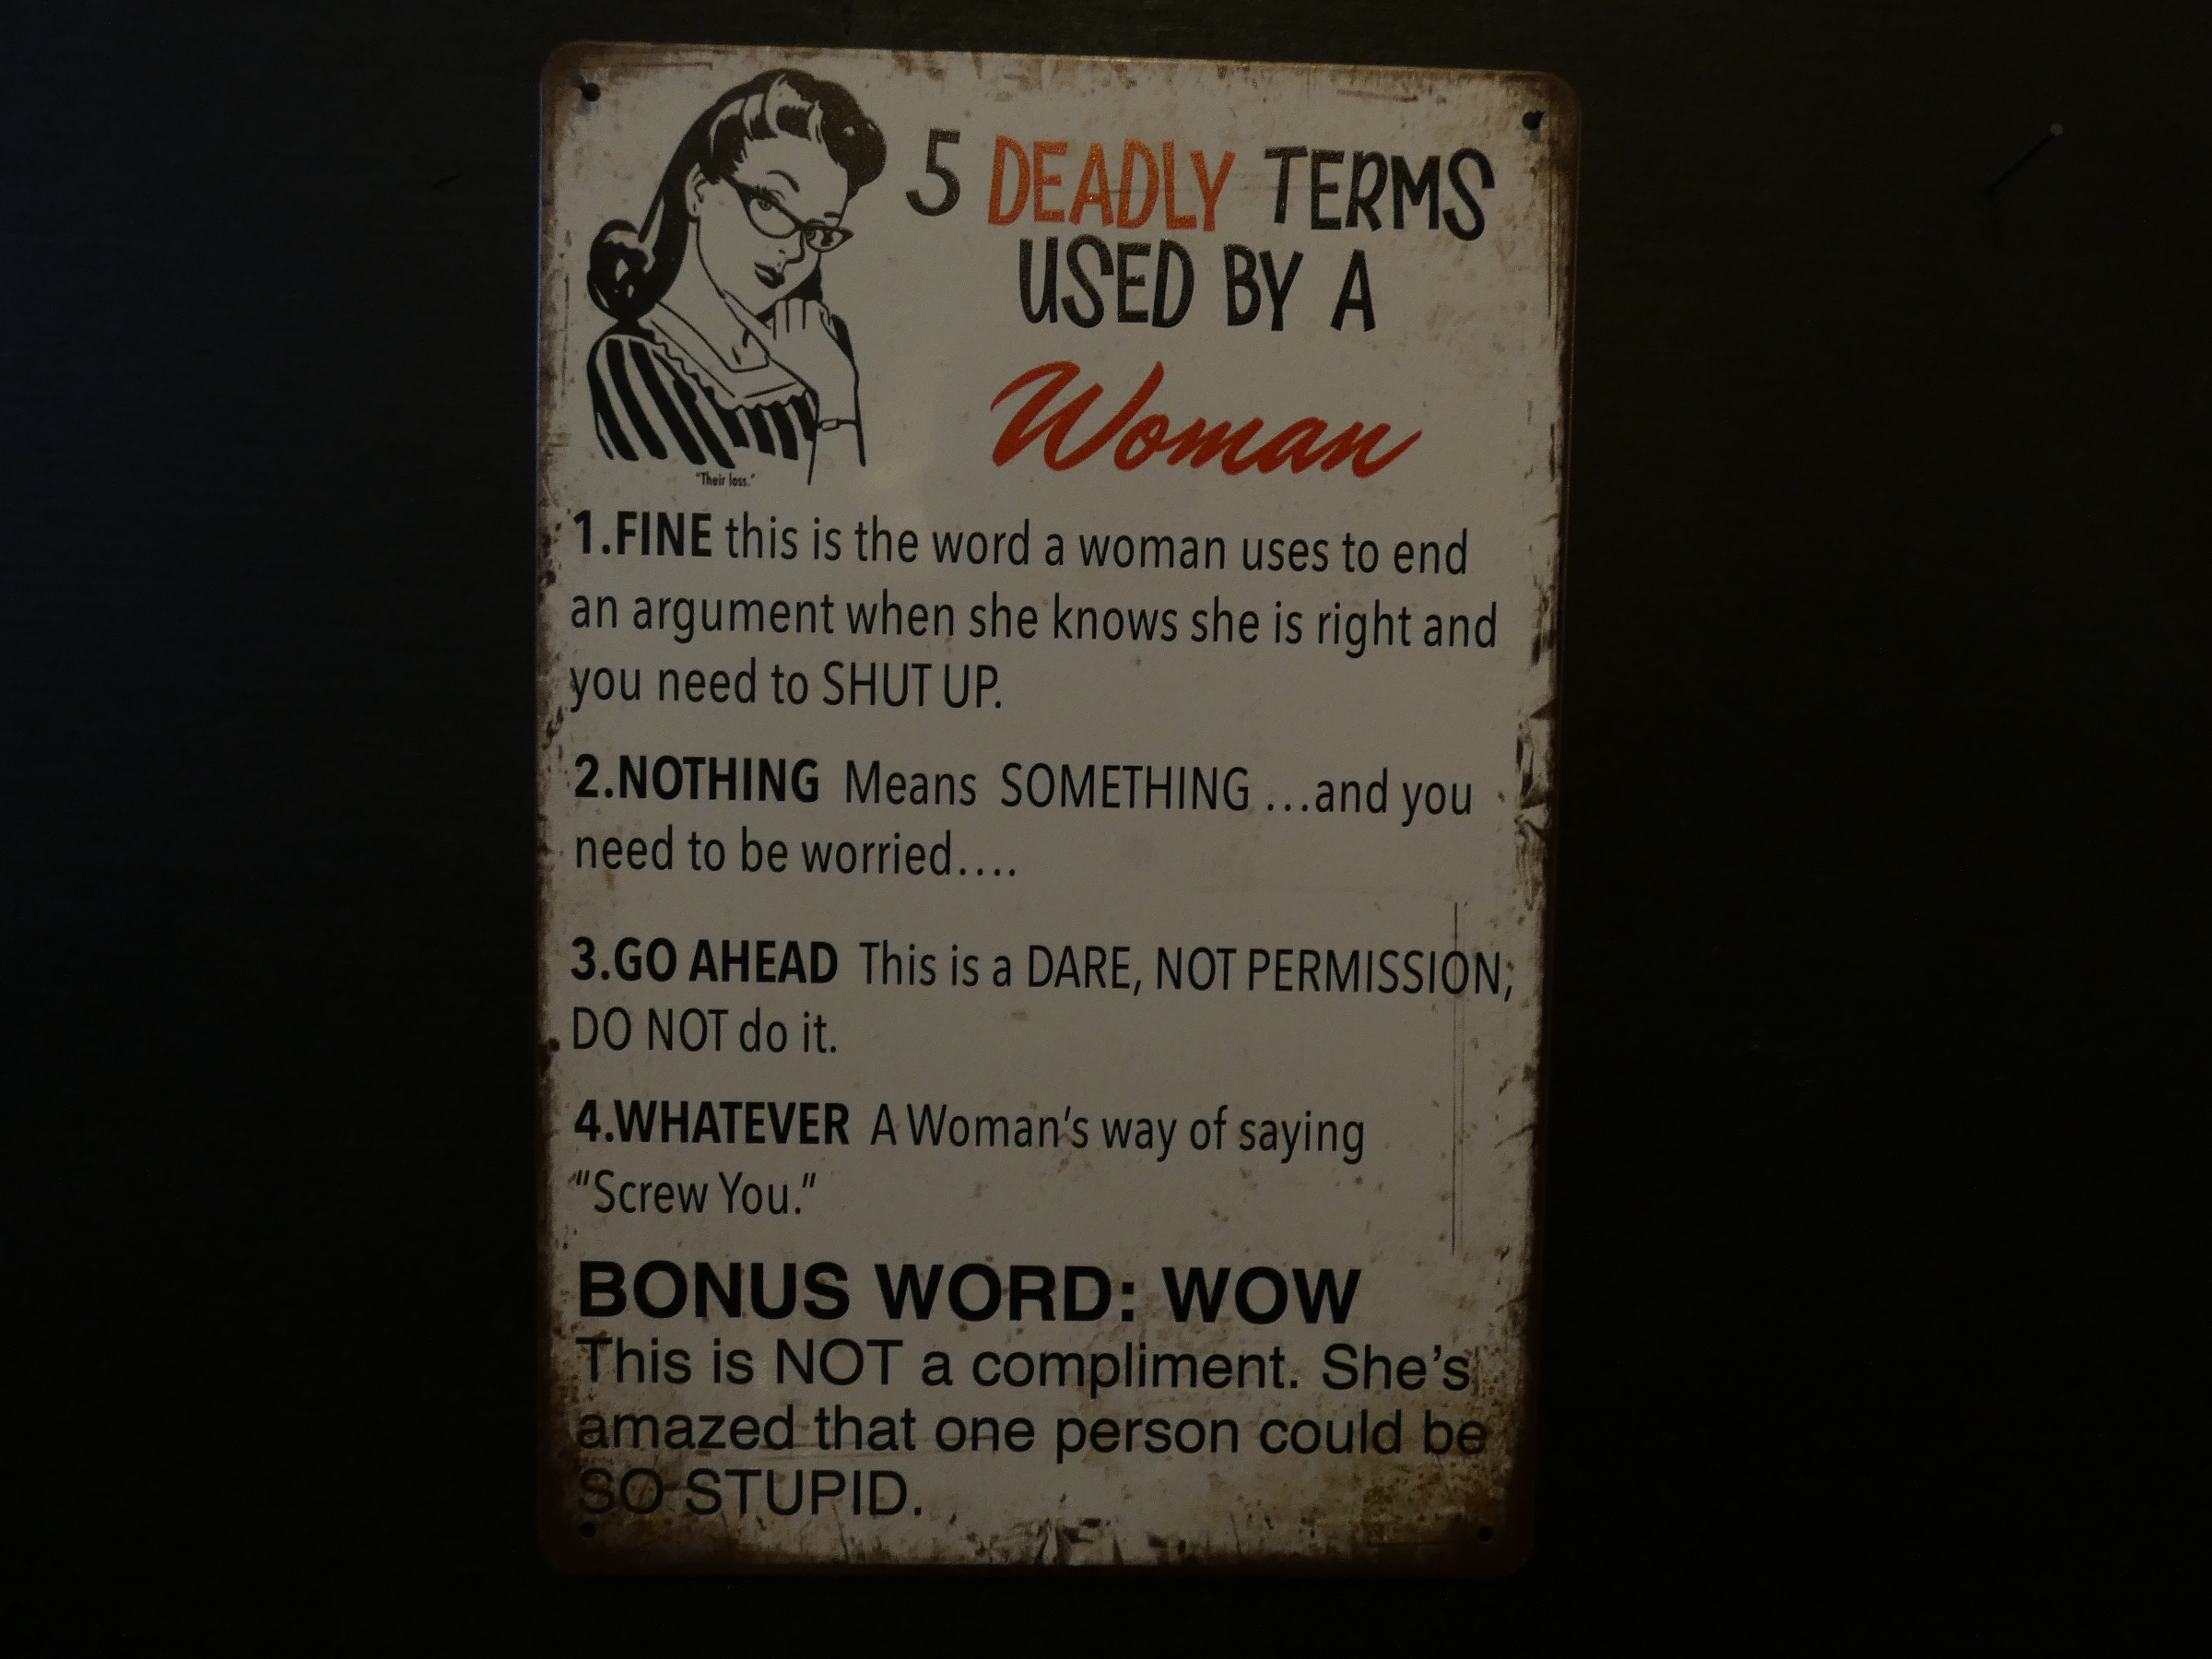 5 DEADLY TERMS
USED BY A
Woman
"Their loss."
1.FINE this is the word a woman uses to end
an argument when she knows she is right and
you need to SHUT UP.
2.NOTHING Means SOMETHING ...and you
need to be worried....
3.GO AHEAD This is a DARE, NOT PERMISSION;
DO NOT do it.
4.WHATEVER A Woman's way of saying
"Screw You."
BONUS WORD: WOW
This is NOT a compliment. She's
amazed that one person could be
SO STUPID.